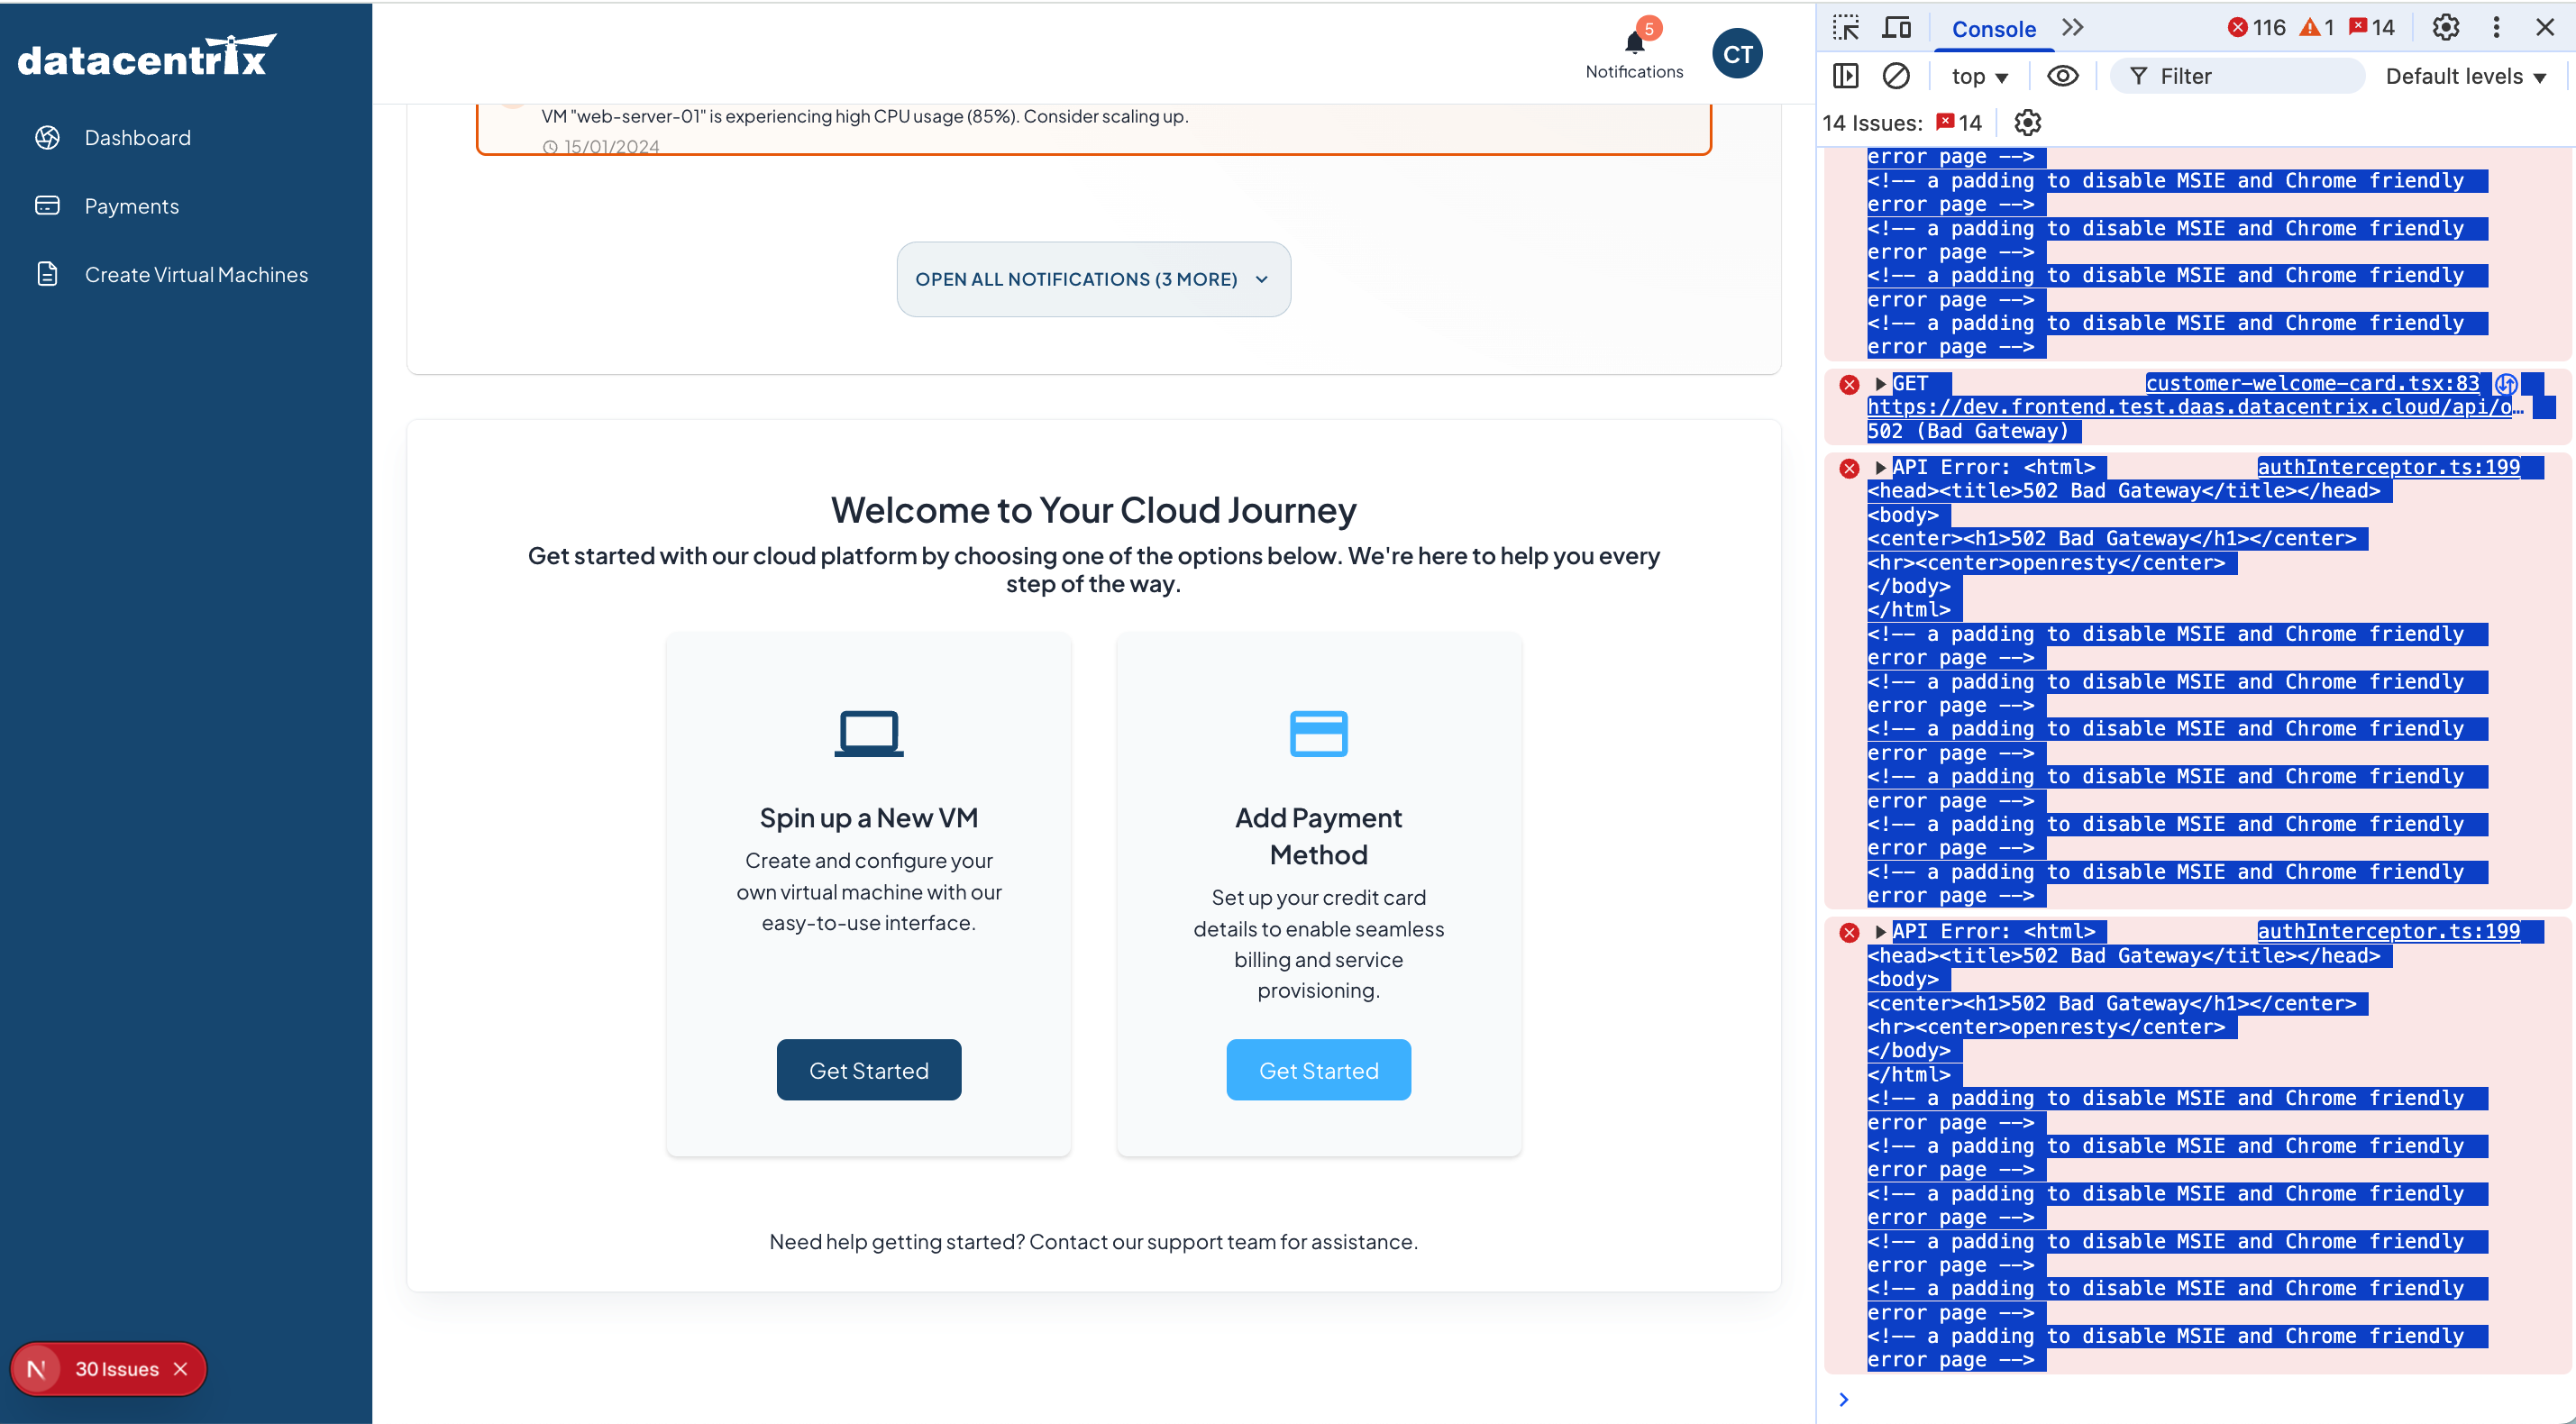 datacentrix
Dashboard
Payments
Create Virtual Machines
N
30 Issues
5
Notifications
CT
VM "web-server-01" is experiencing high CPU usage (85%). Consider scaling up.
15/01/2024
OPEN ALL NOTIFICATIONS (3 MORE)
Welcome to Your Cloud Journey
Get started with our cloud platform by choosing one of the options below. We're here to help you every
step of the way.
Spin up a New VM
Create and configure your
own virtual machine with our
easy-to-use interface.
Get Started
Add Payment
Method
Set up your credit card
details to enable seamless
billing and service
provisioning.
Get Started
Need help getting started? Contact our support team for assistance.
Console
116
1
14
top
Filter
Default levels
14 Issues:
14
error page -->
<!-- a padding to disable MSIE and Chrome friendly
error page -->
<!-- a padding to disable MSIE and Chrome friendly
error page -->
<!-- a padding to disable MSIE and Chrome friendly
error page -->
<!-- a padding to disable MSIE and Chrome friendly
error page -->
GET customer-welcome-card.tsx:83
https://dev.frontend.test.daas.datacentrix.cloud/api/o…
502 (Bad Gateway)
API Error: <html> authInterceptor.ts:199
<head><title>502 Bad Gateway</title></head>
<body>
<center><h1>502 Bad Gateway</h1></center>
<hr><center>openresty</center>
</body>
</html>
<!-- a padding to disable MSIE and Chrome friendly
error page -->
<!-- a padding to disable MSIE and Chrome friendly
error page -->
<!-- a padding to disable MSIE and Chrome friendly
error page -->
<!-- a padding to disable MSIE and Chrome friendly
error page -->
<!-- a padding to disable MSIE and Chrome friendly
error page -->
<!-- a padding to disable MSIE and Chrome friendly
error page -->
API Error: <html> authInterceptor.ts:199
<head><title>502 Bad Gateway</title></head>
<body>
<center><h1>502 Bad Gateway</h1></center>
<hr><center>openresty</center>
</body>
</html>
<!-- a padding to disable MSIE and Chrome friendly
error page -->
<!-- a padding to disable MSIE and Chrome friendly
error page -->
<!-- a padding to disable MSIE and Chrome friendly
error page -->
<!-- a padding to disable MSIE and Chrome friendly
error page -->
<!-- a padding to disable MSIE and Chrome friendly
error page -->
<!-- a padding to disable MSIE and Chrome friendly
error page -->